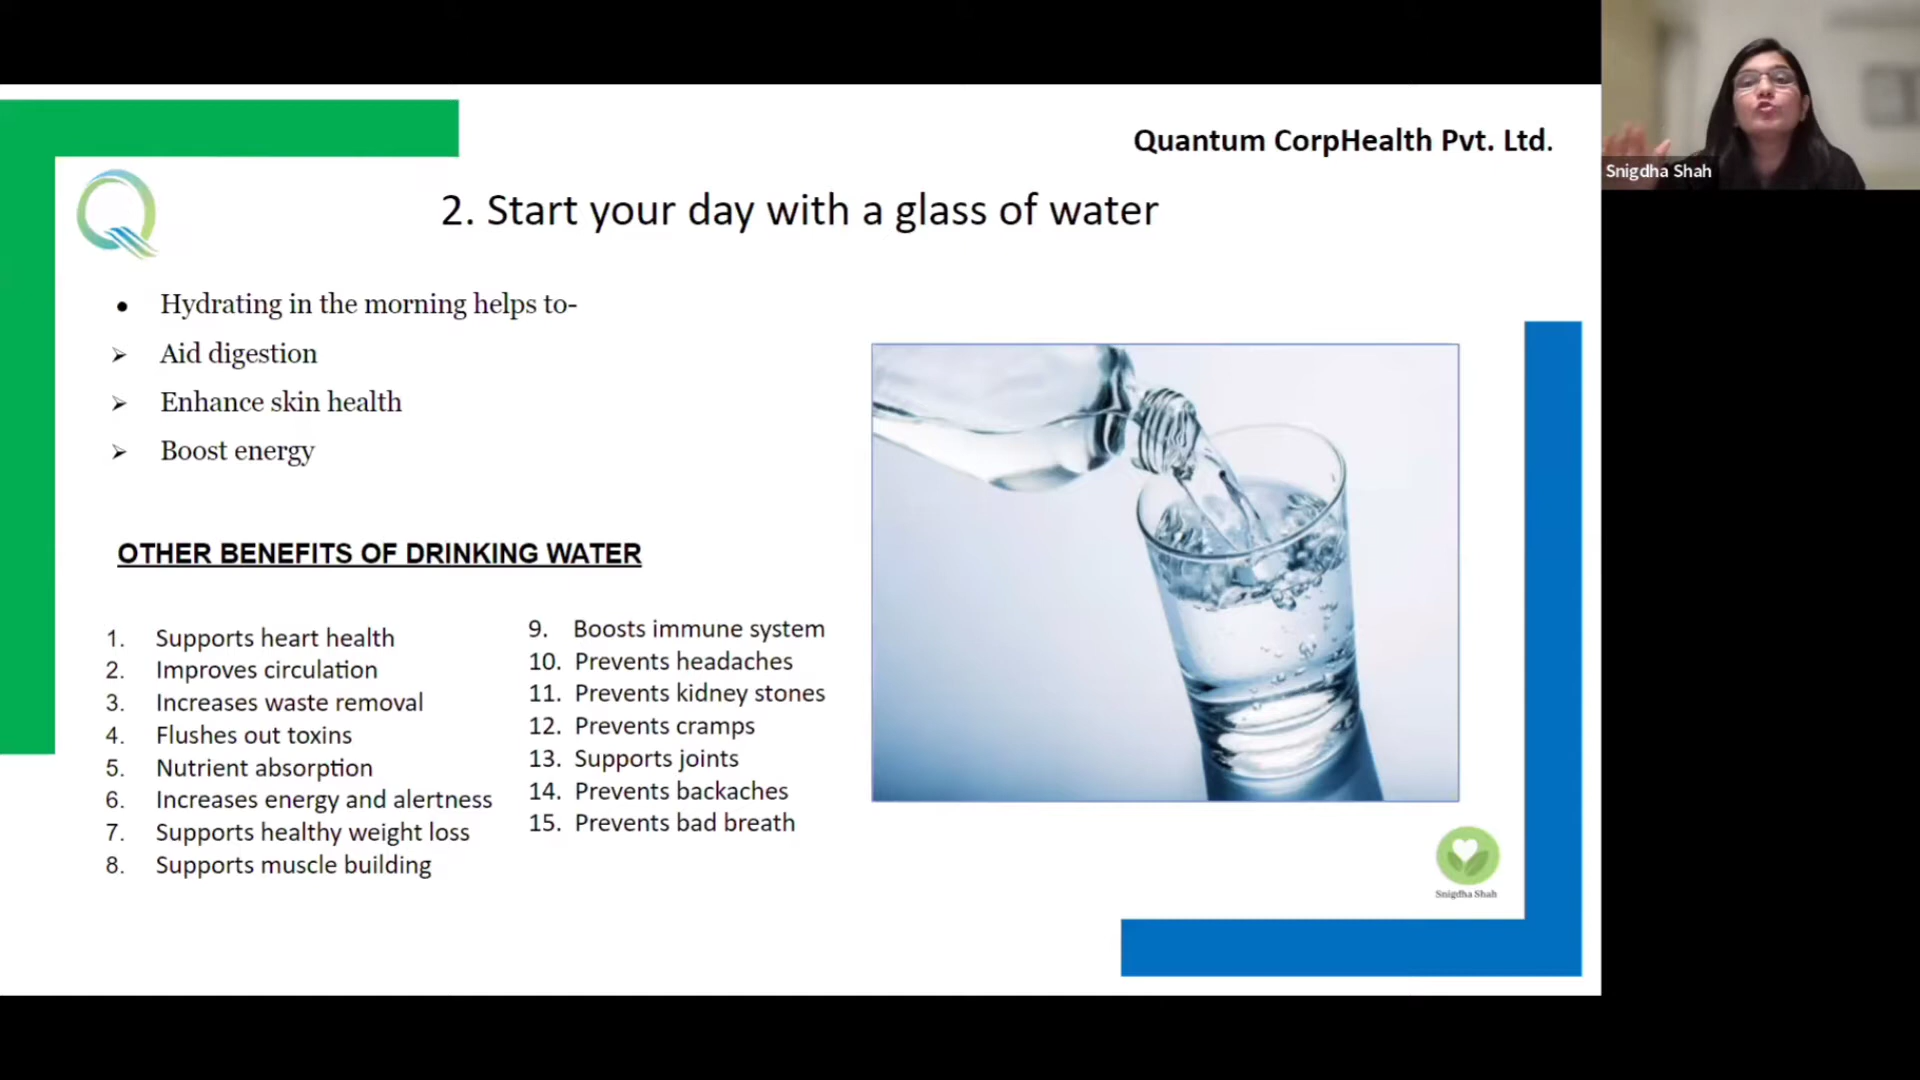 Quantum CorpHealth Pvt. Ltd.
Snigdha Shah
2. Start your day with a glass of water
● Hydrating in the morning helps to-
➢ Aid digestion
➢ Enhance skin health
➢ Boost energy
OTHER BENEFITS OF DRINKING WATER
1. Supports heart health
2. Improves circulation
3. Increases waste removal
4. Flushes out toxins
5. Nutrient absorption
6. Increases energy and alertness
7. Supports healthy weight loss
8. Supports muscle building
9. Boosts immune system
10. Prevents headaches
11. Prevents kidney stones
12. Prevents cramps
13. Supports joints
14. Prevents backaches
15. Prevents bad breath
Snigdha Shah